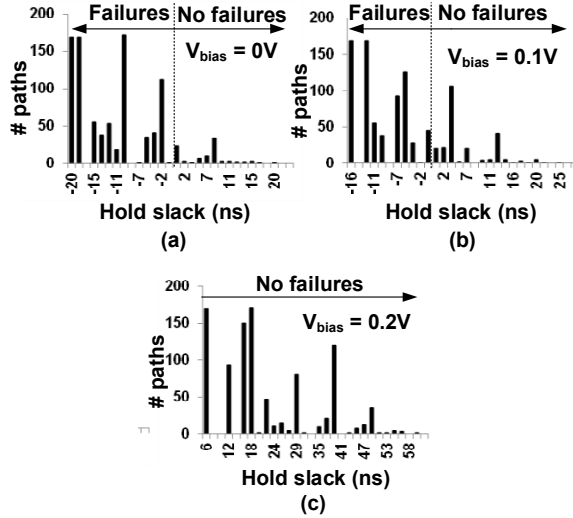 200
Failures
No failures
150
V_bias = 0V
100
50
0
# paths
-20
-15
-11
-7
-2
2
7
11
15
20
Hold slack (ns)
(a)
200
Failures
No failures
150
V_bias = 0.1V
100
50
0
# paths
-16
-11
-7
-2
2
7
11
16
20
25
Hold slack (ns)
(b)
200
No failures
150
V_bias = 0.2V
100
50
0
# paths
6
12
18
24
29
35
41
47
53
58
Hold slack (ns)
(c)